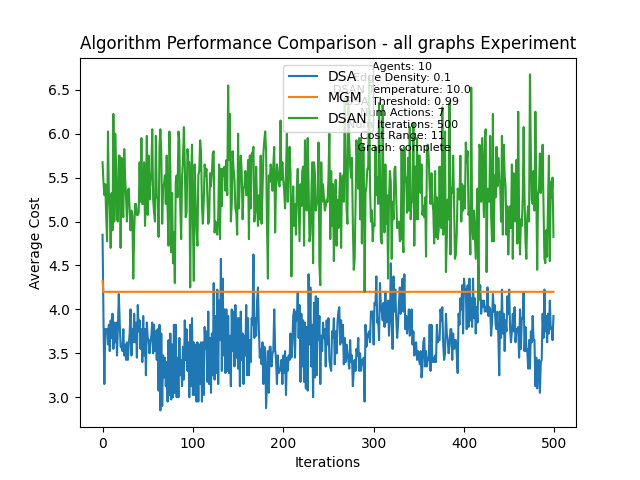 Algorithm Performance Comparison - all graphs Experiment
Average Cost
6.5
6.0
5.5
5.0
4.5
4.0
3.5
3.0
DSA
MGM
DSAN
Agents: 10
Edge Density: 0.1
DSAN Temperature: 10.0
Threshold: 0.99
Num Actions: 7
Num Iterations: 500
Cost Range: 11
Graph: complete
0
100
200
300
400
500
Iterations